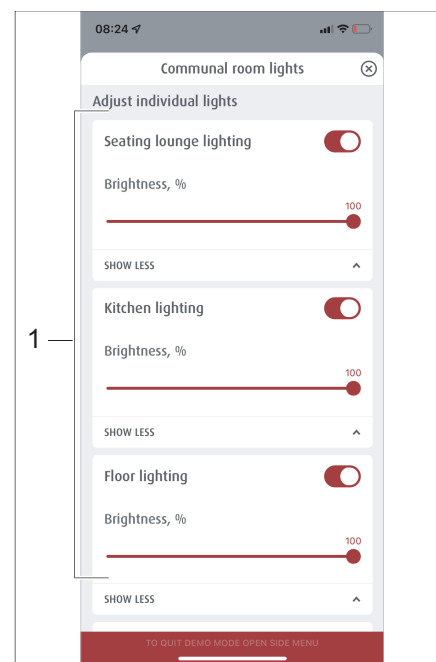 08:24
Communal room lights
Adjust individual lights
Seating lounge lighting
Brightness, %
100
SHOW LESS
Kitchen lighting
Brightness, %
100
SHOW LESS
1
Floor lighting
Brightness, %
100
SHOW LESS
TO QUIT DEMO MODE OPEN SIDE MENU